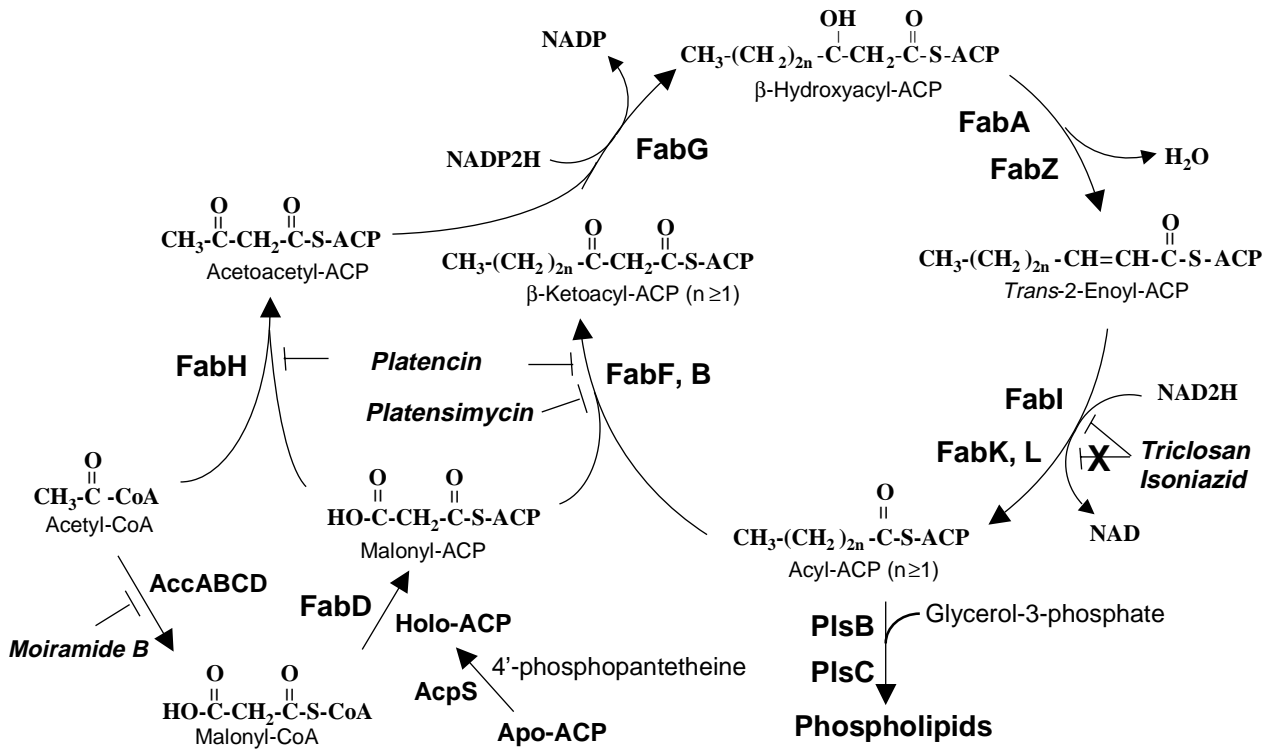 OH
O
CH3-(CH2)2n-C-CH2-C-S-ACP
β-Hydroxyacyl-ACP
NADP
NADP2H
FabG
FabA
FabZ
H2O
O
O
CH3-C-CH2-C-S-ACP
Acetoacetyl-ACP
O
O
CH3-(CH2)2n-C-CH2-C-S-ACP
β-Ketoacyl-ACP (n ≥1)
O
CH3-(CH2)2n-CH=CH-C-S-ACP
Trans-2-Enoyl-ACP
FabH
Platencin
Platensimycin
FabF, B
FabI
FabK, L
NAD2H
X
Triclosan
Isoniazid
NAD
O
CH3-C-CoA
Acetyl-CoA
O
O
HO-C-CH2-C-S-ACP
Malonyl-ACP
O
CH3-(CH2)2n-C-S-ACP
Acyl-ACP (n≥1)
AccABCD
Moiramide B
FabD
Holo-ACP
4’-phosphopantetheine
AcpS
Apo-ACP
O
O
HO-C-CH2-C-S-CoA
Malonyl-CoA
PlsB
Glycerol-3-phosphate
PlsC
Phospholipids